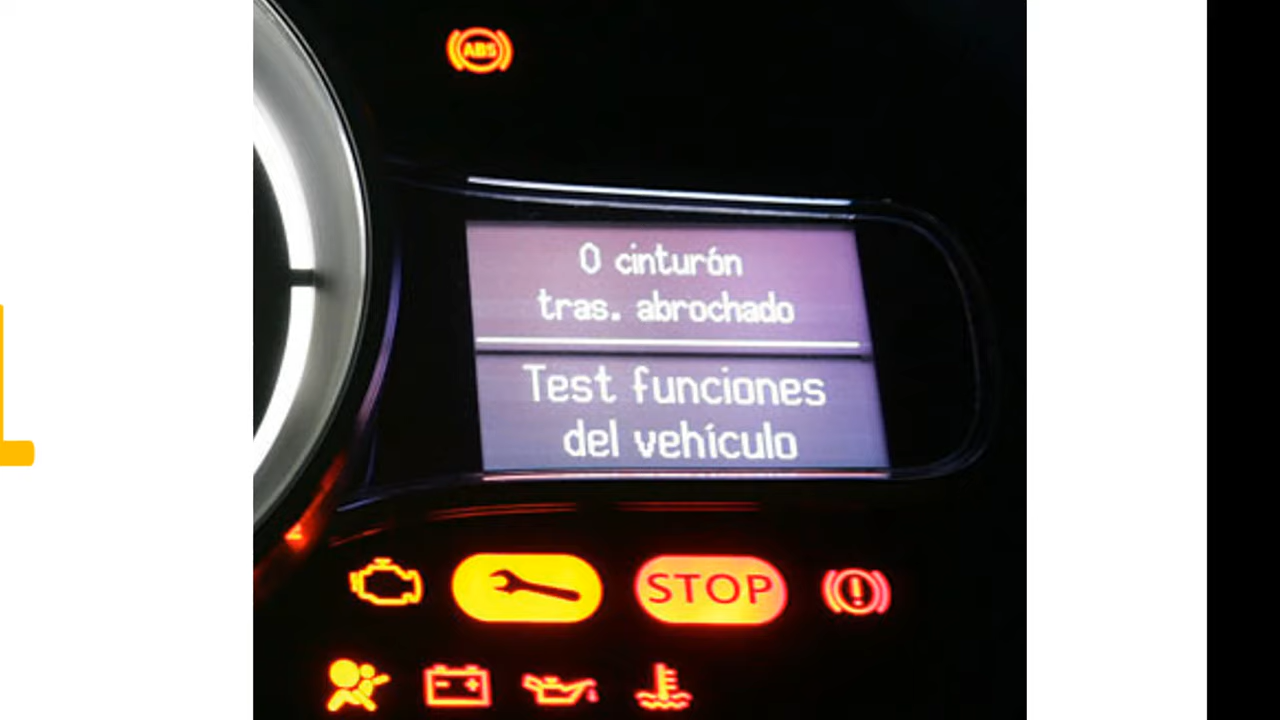 ABS
0 cinturón
tras. abrochado
Test funciones
del vehículo
STOP